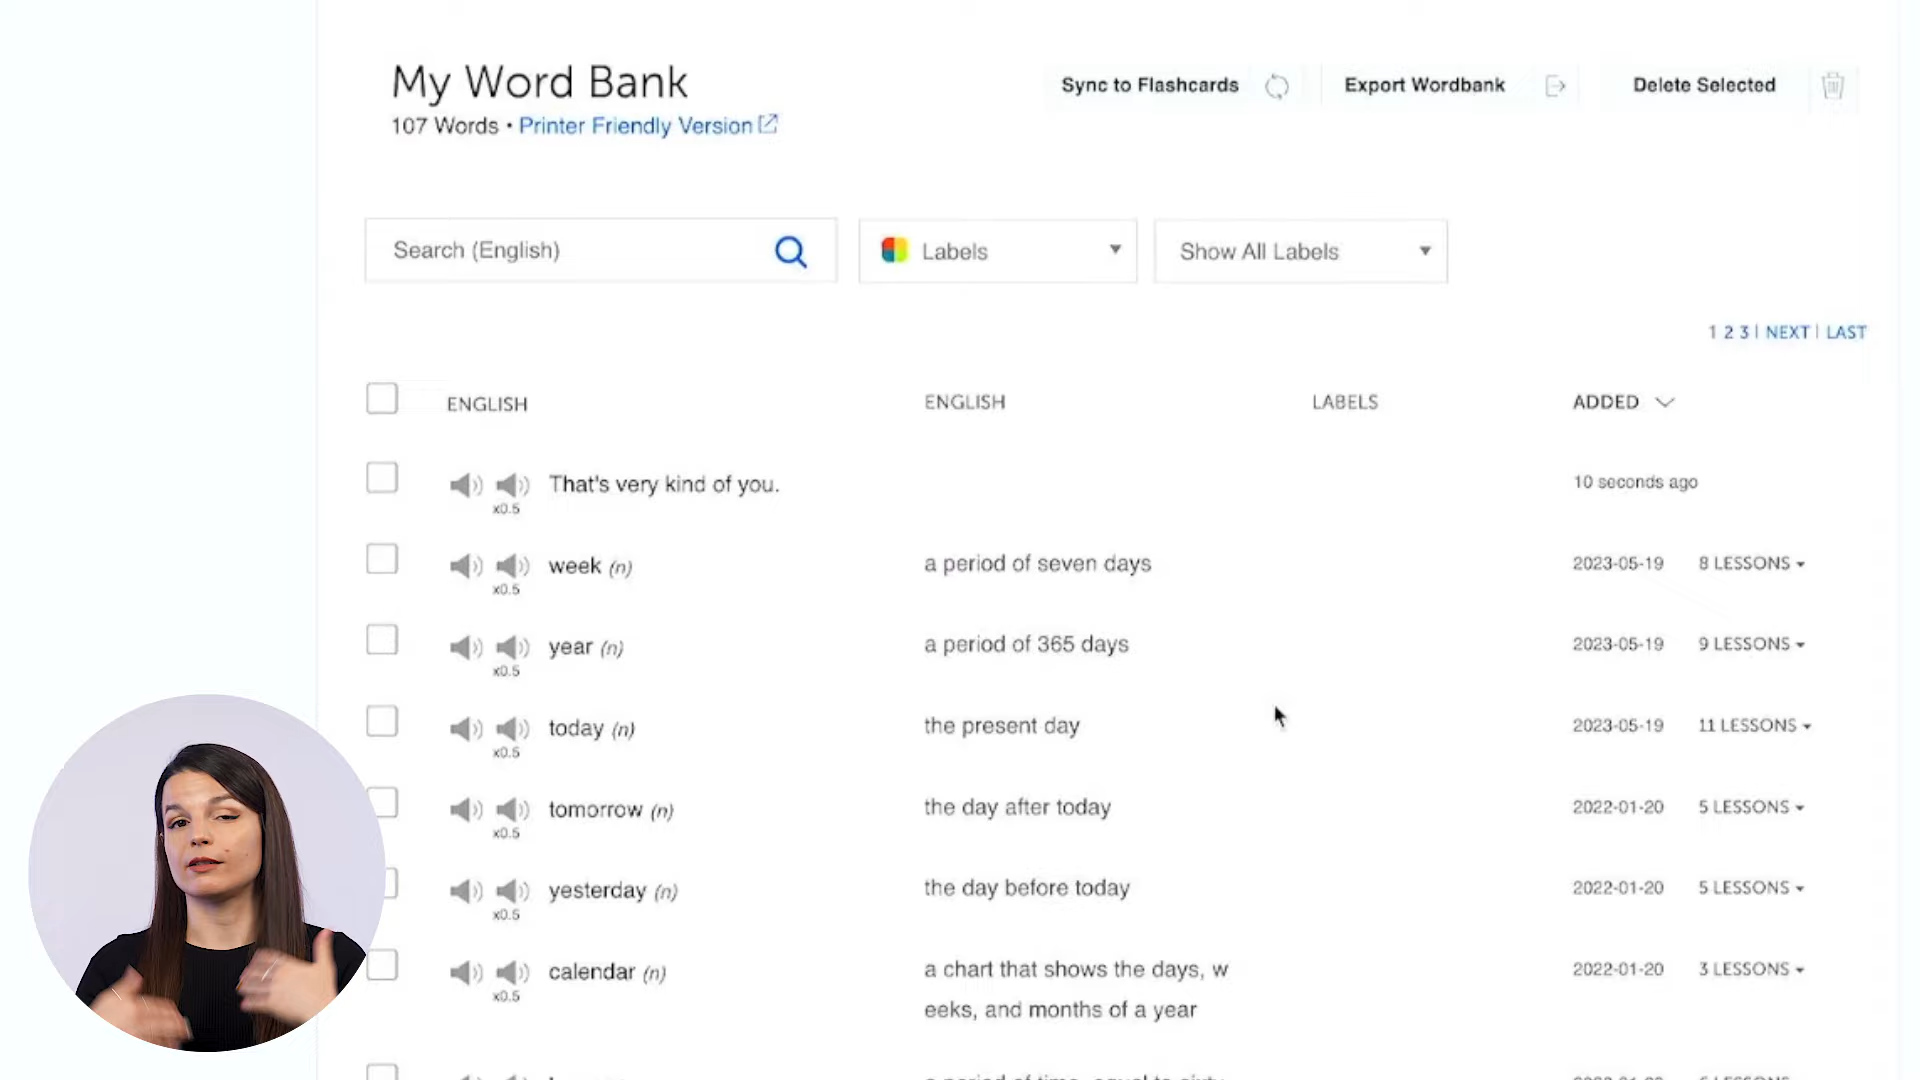 My Word Bank
107 Words • Printer Friendly Version
Sync to Flashcards
Export Wordbank
Delete Selected
Search (English)
Labels
Show All Labels
1 2 3 | NEXT | LAST
ENGLISH ENGLISH LABELS ADDED
That's very kind of you. 10 seconds ago
x0.5
week (n) a period of seven days 2023-05-19 8 LESSONS
x0.5
year (n) a period of 365 days 2023-05-19 9 LESSONS
x0.5
today (n) the present day 2023-05-19 11 LESSONS
x0.5
tomorrow (n) the day after today 2022-01-20 5 LESSONS
x0.5
yesterday (n) the day before today 2022-01-20 5 LESSONS
x0.5
calendar (n) a chart that shows the days, w 2022-01-20 3 LESSONS
x0.5
eeks, and months of a year
a period of time, equal to